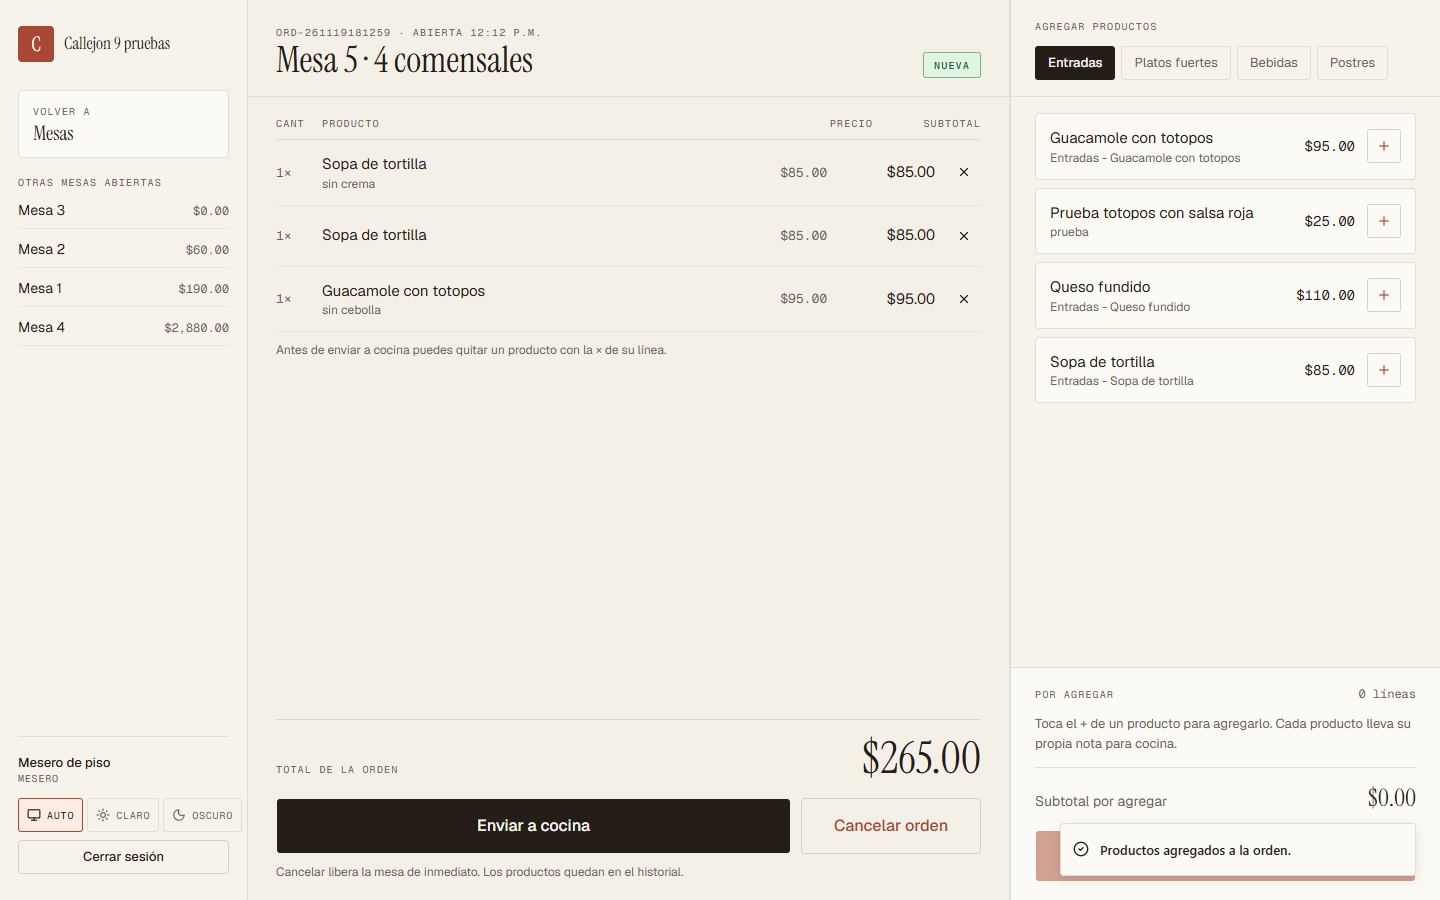 C Callejon 9 pruebas
VOLVER A
Mesas
OTRAS MESAS ABIERTAS
Mesa 3 $0.00
Mesa 2 $60.00
Mesa 1 $190.00
Mesa 4 $2,880.00
Mesero de piso
MESERO
AUTO CLARO OSCURO
Cerrar sesión
ORD-261119181259 · ABIERTA 12:12 P.M.
Mesa 5 · 4 comensales
NUEVA
CANT PRODUCTO PRECIO SUBTOTAL
1× Sopa de tortilla $85.00 $85.00 ×
sin crema
1× Sopa de tortilla $85.00 $85.00 ×
1× Guacamole con totopos $95.00 $95.00 ×
sin cebolla
Antes de enviar a cocina puedes quitar un producto con la × de su línea.
TOTAL DE LA ORDEN $265.00
Enviar a cocina Cancelar orden
Cancelar libera la mesa de inmediato. Los productos quedan en el historial.
AGREGAR PRODUCTOS
Entradas Platos fuertes Bebidas Postres
Guacamole con totopos $95.00 +
Entradas - Guacamole con totopos
Prueba totopos con salsa roja $25.00 +
prueba
Queso fundido $110.00 +
Entradas - Queso fundido
Sopa de tortilla $85.00 +
Entradas - Sopa de tortilla
POR AGREGAR 0 líneas
Toca el + de un producto para agregarlo. Cada producto lleva su
propia nota para cocina.
Subtotal por agregar $0.00
Productos agregados a la orden.